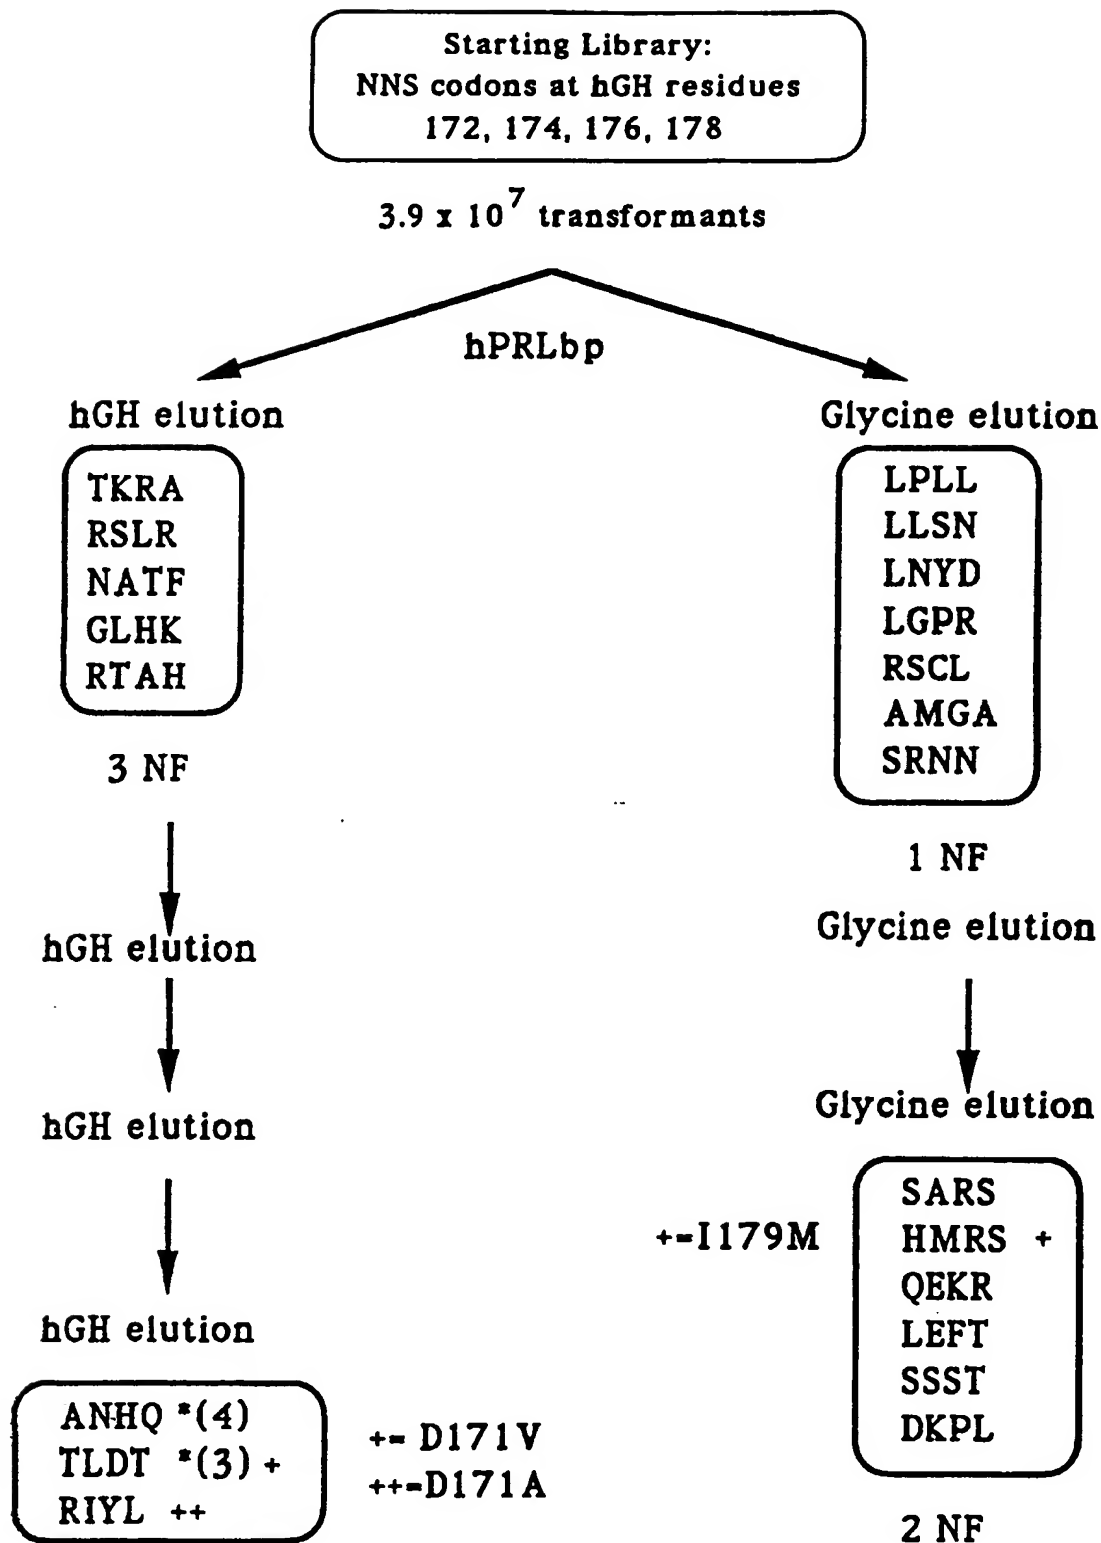 Starting Library:
NNS codons at hGH residues
172, 174, 176, 178
3.9 x 10^7 transformants
hPRLbp
hGH elution
TKRA
RSLR
NATF
GLHK
RTAH
3 NF
hGH elution
hGH elution
hGH elution
ANHQ *(4)
TLDT *(3) +
RIYL ++
+= D171V
++=D171A
Glycine elution
LPLL
LLSN
LNYD
LGPR
RSCL
AMGA
SRNN
1 NF
Glycine elution
Glycine elution
+=I179M
SARS
HMRS +
QEKR
LEFT
SSST
DKPL
2 NF